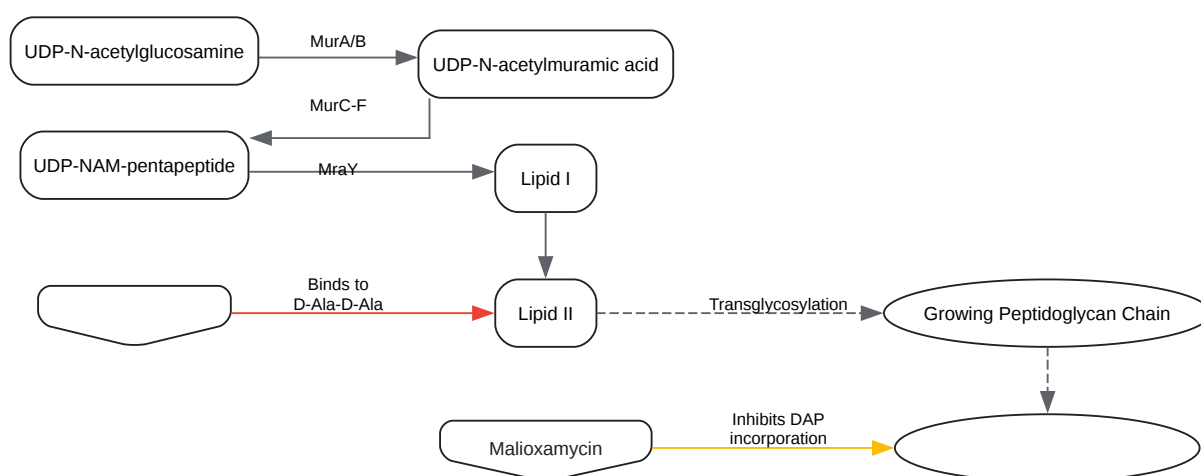 UDP-N-acetylglucosamine
MurA/B
UDP-N-acetylmuramic acid
MurC-F
UDP-NAM-pentapeptide
MraY
Lipid I
Binds to
D-Ala-D-Ala
Lipid II
Transglycosylation
Growing Peptidoglycan Chain
Malioxamycin
Inhibits DAP
incorporation